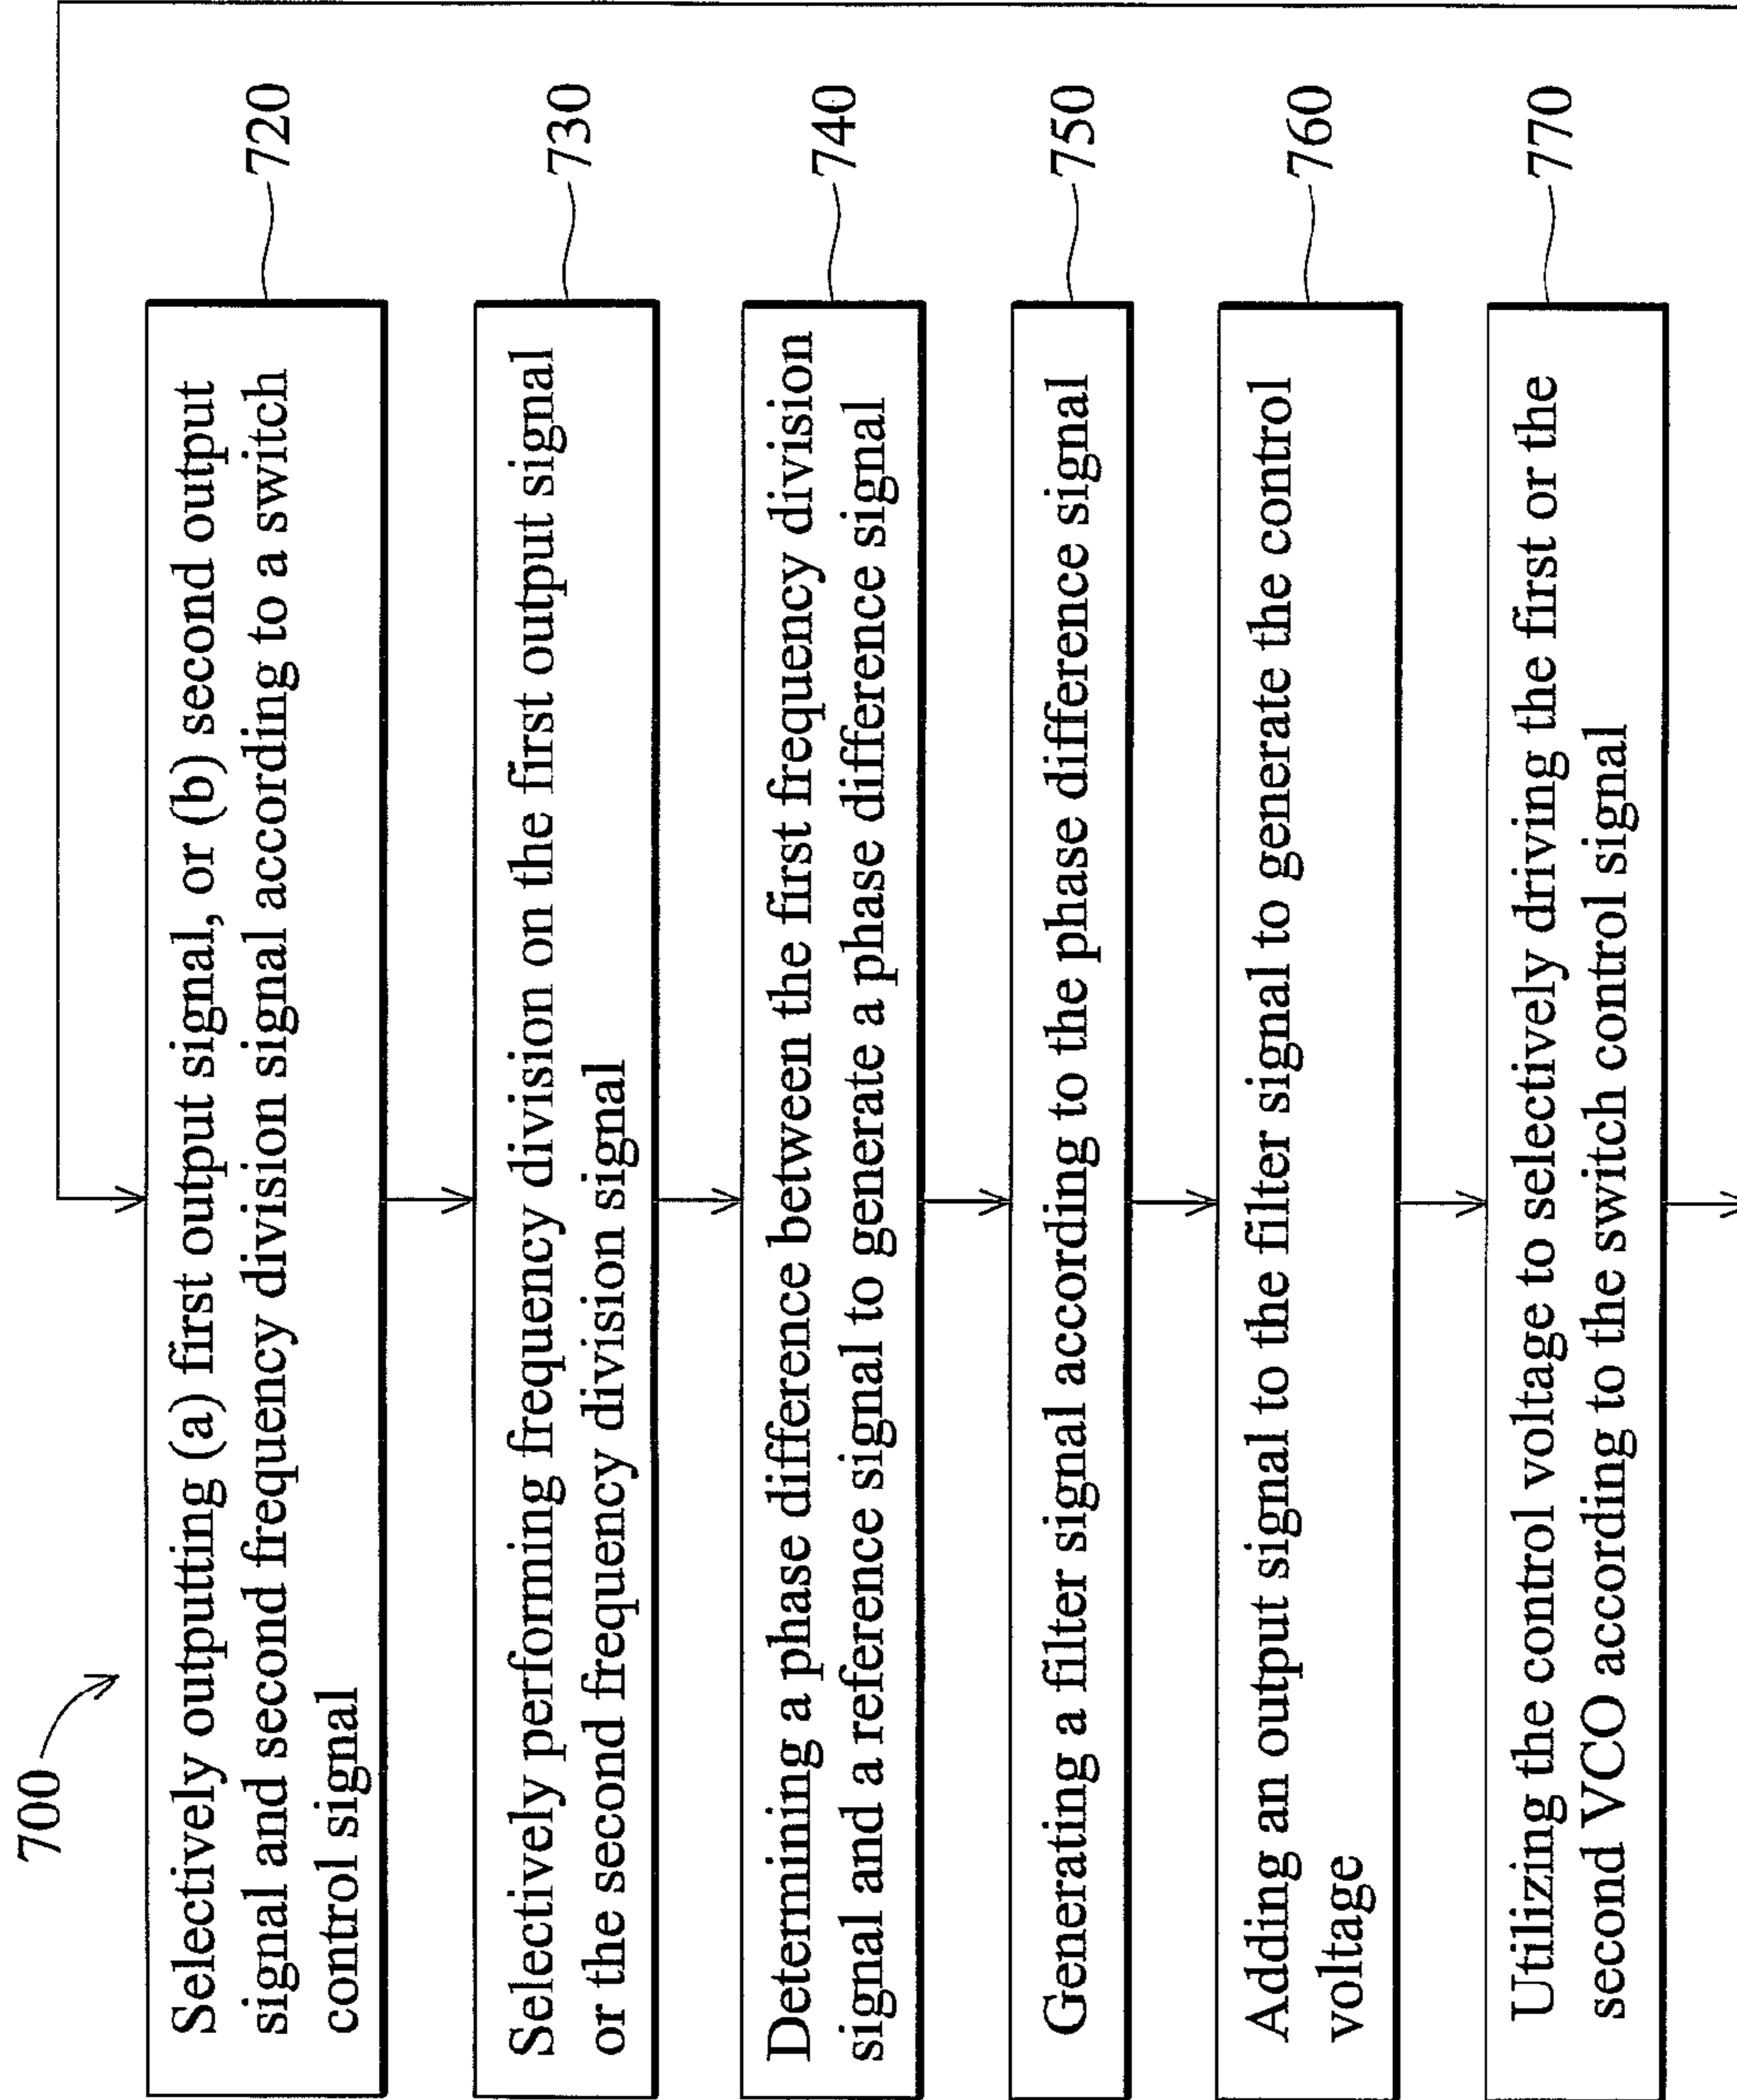 700
Selectively outputting (a) first output signal, or (b) second output
signal and second frequency division signal according to a switch
control signal
720
Selectively performing frequency division on the first output signal
or the second frequency division signal
730
Determining a phase difference between the first frequency division
signal and a reference signal to generate a phase difference signal
740
Generating a filter signal according to the phase difference signal
750
Adding an output signal to the filter signal to generate the control
voltage
760
Utilizing the control voltage to selectively driving the first or the
second VCO according to the switch control signal
770